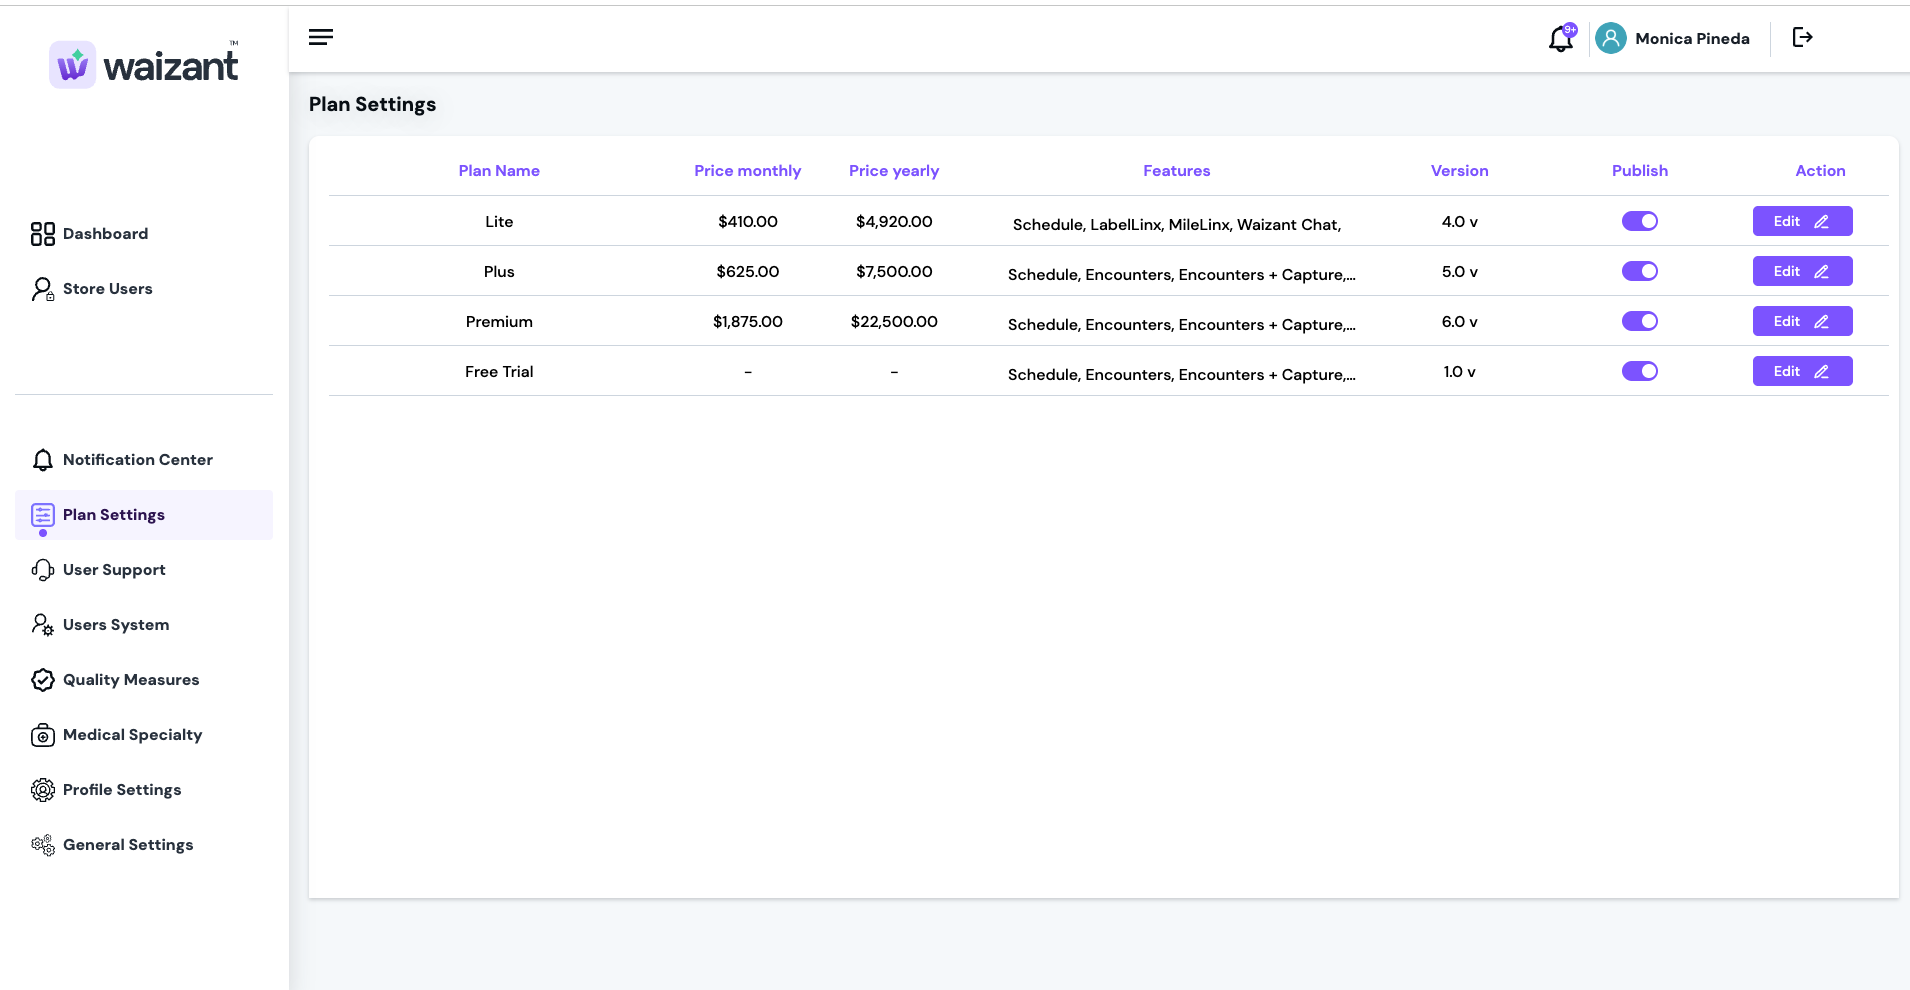 waizant™
9+
Monica Pineda
Plan Settings
Plan Name Price monthly Price yearly Features Version Publish Action
Lite $410.00 $4,920.00 Schedule, LabelLinx, MileLinx, Waizant Chat, 4.0 v Edit
Plus $625.00 $7,500.00 Schedule, Encounters, Encounters + Capture,... 5.0 v Edit
Premium $1,875.00 $22,500.00 Schedule, Encounters, Encounters + Capture,... 6.0 v Edit
Free Trial - - Schedule, Encounters, Encounters + Capture,... 1.0 v Edit
Dashboard
Store Users
Notification Center
Plan Settings
User Support
Users System
Quality Measures
Medical Specialty
Profile Settings
General Settings